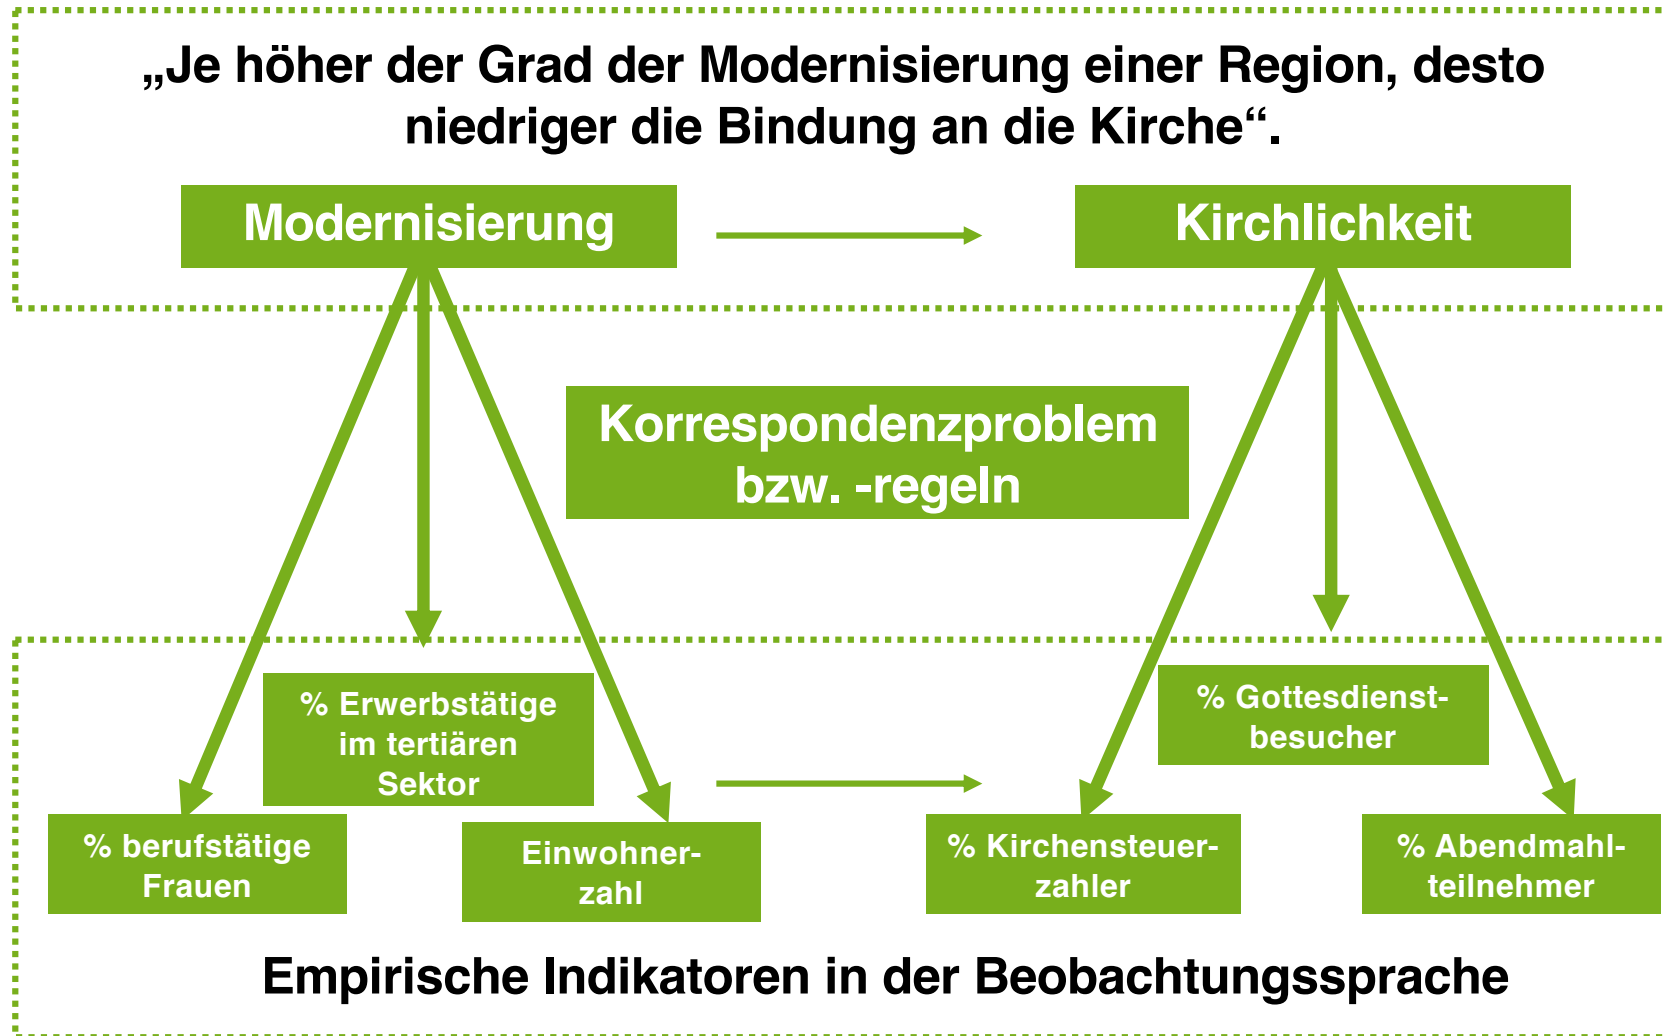 „Je höher der Grad der Modernisierung einer Region, desto
niedriger die Bindung an die Kirche“.
Modernisierung
Kirchlichkeit
Korrespondenzproblem
bzw. -regeln
% Erwerbstätige
im tertiären
Sektor
% Gottesdienst-
besucher
% berufstätige
Frauen
Einwohner-
zahl
% Kirchensteuer-
zahler
% Abendmahl-
teilnehmer
Empirische Indikatoren in der Beobachtungssprache